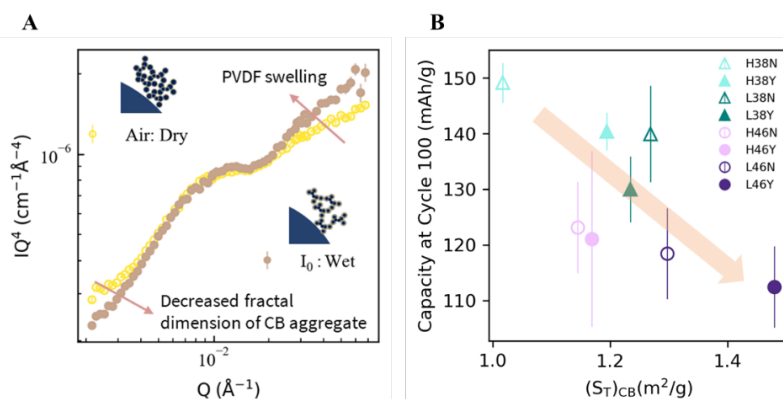 A
IQ⁴ (cm⁻¹Å⁻⁴)
10⁻⁶
PVDF swelling
Air: Dry
I₀ : Wet
Decreased fractal
dimension of CB aggregate
10⁻²
Q (Å⁻¹)
B
Capacity at Cycle 100 (mAh/g)
150
140
130
120
110
H38N
H38Y
L38N
L38Y
H46N
H46Y
L46N
L46Y
1.0
1.2
1.4
(S_T)_CB(m²/g)